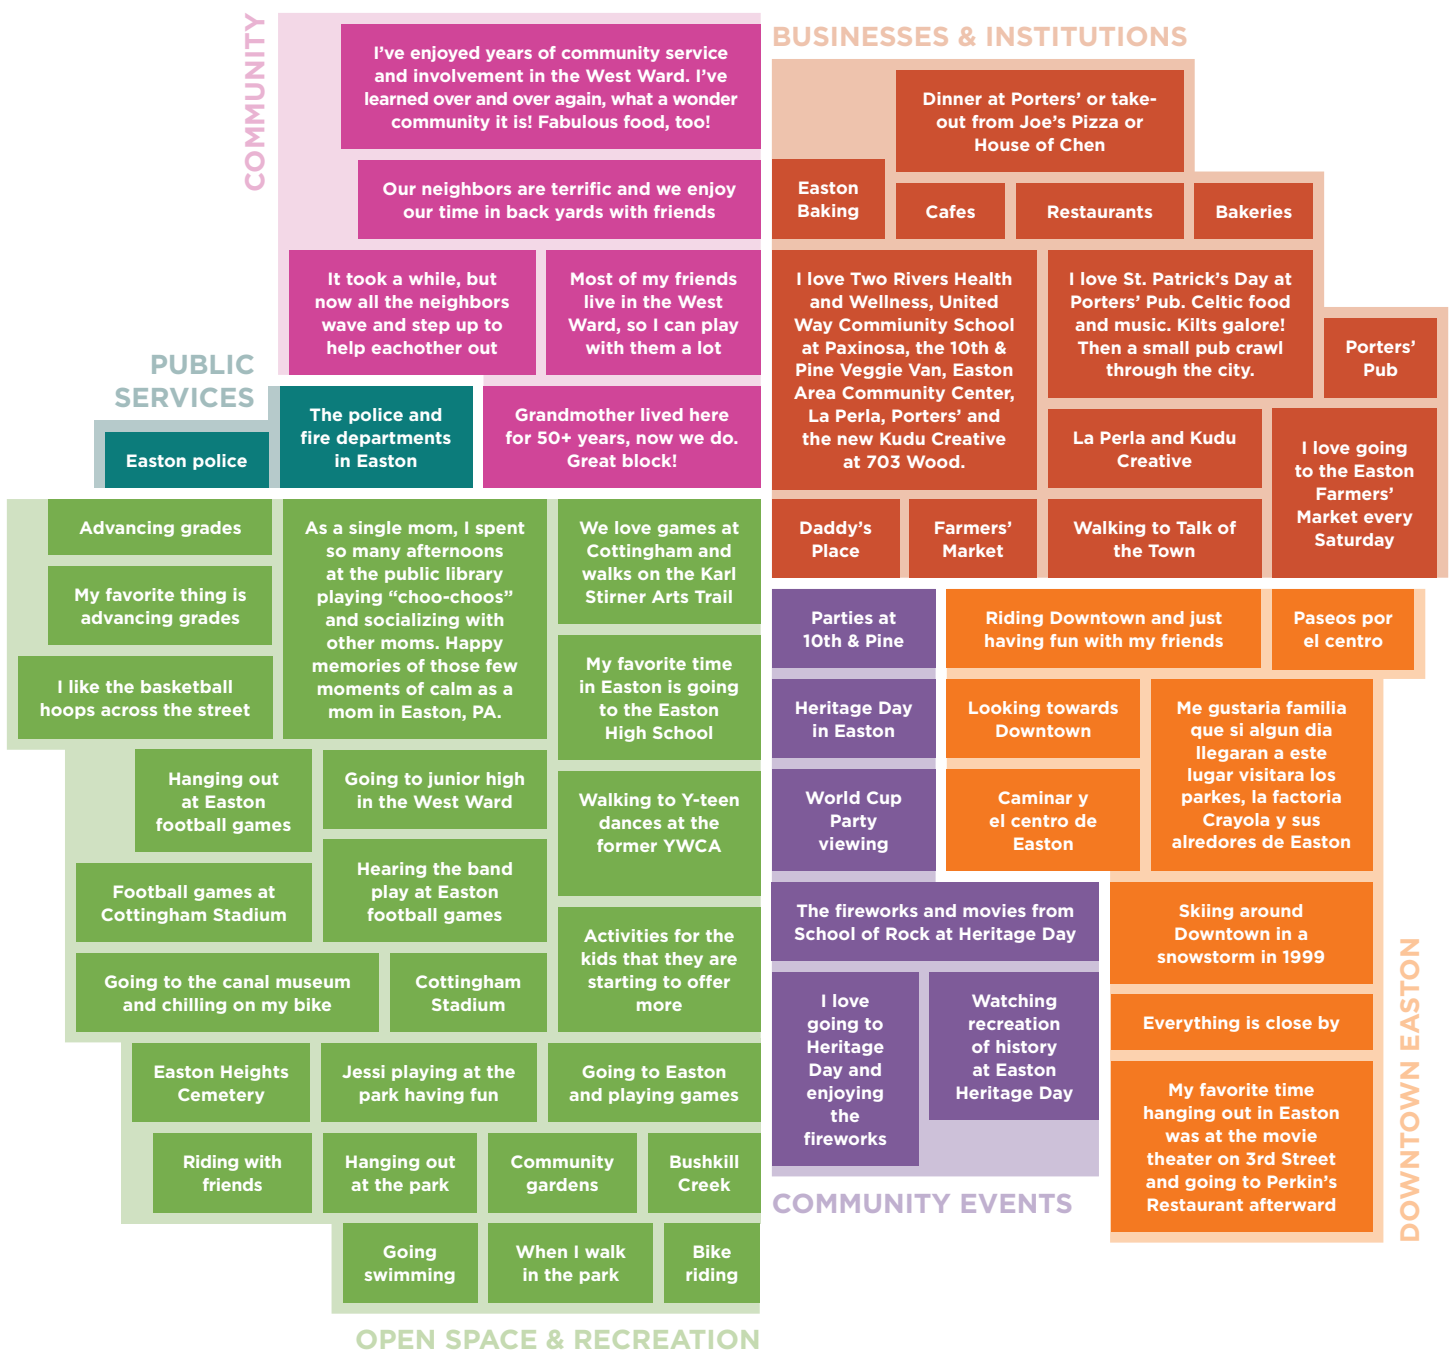 COMMUNITY
I’ve enjoyed years of community service
and involvement in the West Ward. I’ve
learned over and over again, what a wonder
community it is! Fabulous food, too!
Our neighbors are terrific and we enjoy
our time in back yards with friends
It took a while, but
now all the neighbors
wave and step up to
help eachother out
Most of my friends
live in the West
Ward, so I can play
with them a lot
Grandmother lived here
for 50+ years, now we do.
Great block!
PUBLIC
SERVICES
Easton police
The police and
fire departments
in Easton
BUSINESSES & INSTITUTIONS
Dinner at Porters’ or take-
out from Joe’s Pizza or
House of Chen
Easton
Baking
Cafes
Restaurants
Bakeries
I love Two Rivers Health
and Wellness, United
Way Commiunity School
at Paxinosa, the 10th &
Pine Veggie Van, Easton
Area Community Center,
La Perla, Porters’ and
the new Kudu Creative
at 703 Wood.
I love St. Patrick’s Day at
Porters’ Pub. Celtic food
and music. Kilts galore!
Then a small pub crawl
through the city.
Porters’
Pub
La Perla and Kudu
Creative
I love going
to the Easton
Farmers’
Market every
Saturday
Daddy’s
Place
Farmers’
Market
Walking to Talk of
the Town
Advancing grades
My favorite thing is
advancing grades
I like the basketball
hoops across the street
As a single mom, I spent
so many afternoons
at the public library
playing “choo-choos”
and socializing with
other moms. Happy
memories of those few
moments of calm as a
mom in Easton, PA.
We love games at
Cottingham and
walks on the Karl
Stirner Arts Trail
My favorite time
in Easton is going
to the Easton
High School
Hanging out
at Easton
football games
Going to junior high
in the West Ward
Walking to Y-teen
dances at the
former YWCA
Football games at
Cottingham Stadium
Hearing the band
play at Easton
football games
Activities for the
kids that they are
starting to offer
more
Going to the canal museum
and chilling on my bike
Cottingham
Stadium
Easton Heights
Cemetery
Jessi playing at the
park having fun
Going to Easton
and playing games
Riding with
friends
Hanging out
at the park
Community
gardens
Bushkill
Creek
Going
swimming
When I walk
in the park
Bike
riding
OPEN SPACE & RECREATION
Parties at
10th & Pine
Heritage Day
in Easton
World Cup
Party
viewing
The fireworks and movies from
School of Rock at Heritage Day
I love
going to
Heritage
Day and
enjoying
the
fireworks
Watching
recreation
of history
at Easton
Heritage Day
COMMUNITY EVENTS
Riding Downtown and just
having fun with my friends
Paseos por
el centro
Looking towards
Downtown
Me gustaria familia
que si algun dia
llegaran a este
lugar visitara los
parkes, la factoria
Crayola y sus
alredores de Easton
Caminar y
el centro de
Easton
Skiing around
Downtown in a
snowstorm in 1999
Everything is close by
My favorite time
hanging out in Easton
was at the movie
theater on 3rd Street
and going to Perkin’s
Restaurant afterward
DOWNTOWN EASTON